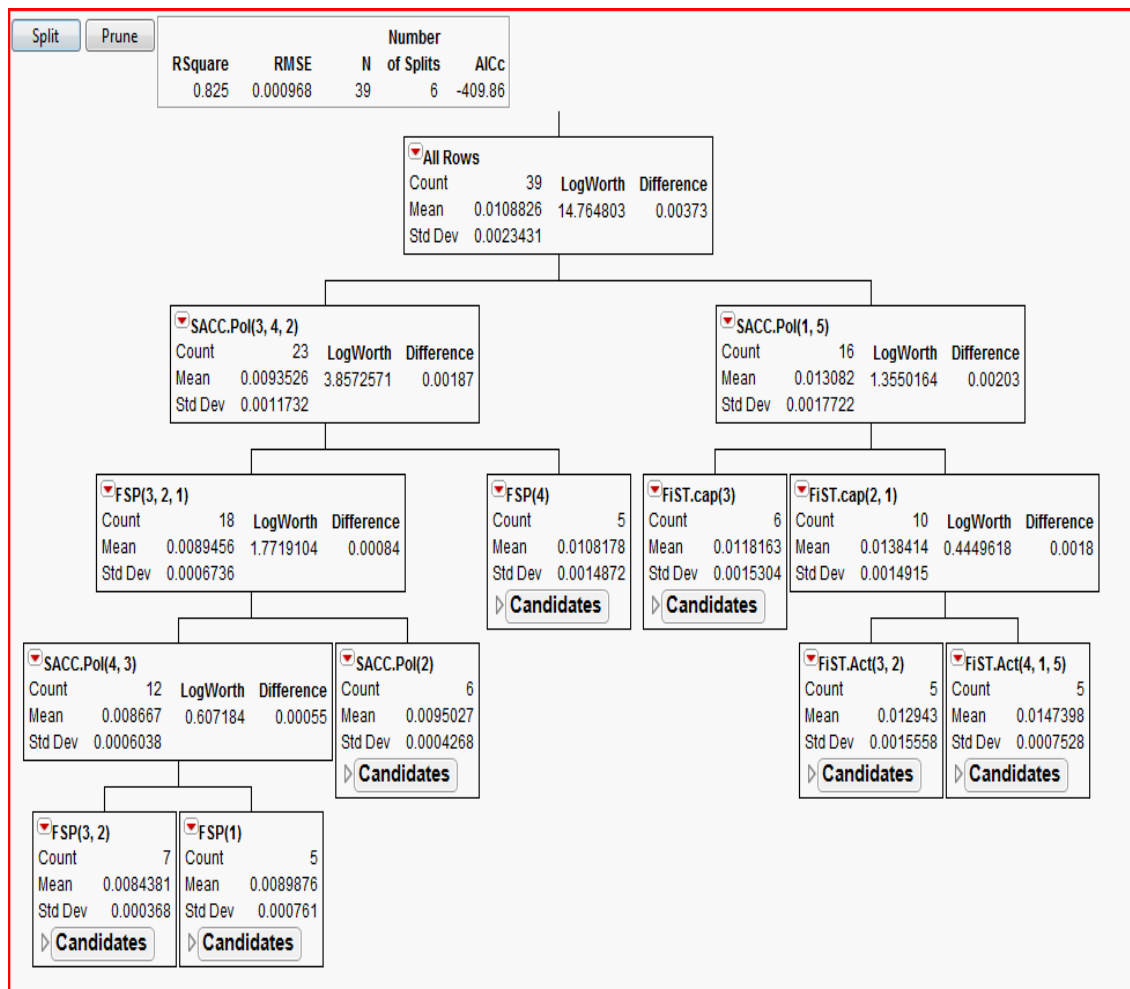 Split Prune
Number
RSquare RMSE N of Splits AICc
0.825 0.000968 39 6 -409.86
All Rows
Count 39 LogWorth Difference
Mean 0.0108826 14.764803 0.00373
Std Dev 0.0023431
SACC.Pol(3, 4, 2)
Count 23 LogWorth Difference
Mean 0.0093526 3.8572571 0.00187
Std Dev 0.0011732
SACC.Pol(1, 5)
Count 16 LogWorth Difference
Mean 0.013082 1.3550164 0.00203
Std Dev 0.0017722
FSP(3, 2, 1)
Count 18 LogWorth Difference
Mean 0.0089456 1.7719104 0.00084
Std Dev 0.0006736
FSP(4)
Count 5
Mean 0.0108178
Std Dev 0.0014872
Candidates
FiST.cap(3)
Count 6
Mean 0.0118163
Std Dev 0.0015304
Candidates
FiST.cap(2, 1)
Count 10 LogWorth Difference
Mean 0.0138414 0.4449618 0.0018
Std Dev 0.0014915
SACC.Pol(4, 3)
Count 12 LogWorth Difference
Mean 0.008667 0.607184 0.00055
Std Dev 0.0006038
SACC.Pol(2)
Count 6
Mean 0.0095027
Std Dev 0.0004268
Candidates
FiST.Act(3, 2)
Count 5
Mean 0.012943
Std Dev 0.0015558
Candidates
FiST.Act(4, 1, 5)
Count 5
Mean 0.0147398
Std Dev 0.0007528
Candidates
FSP(3, 2)
Count 7
Mean 0.0084381
Std Dev 0.000368
Candidates
FSP(1)
Count 5
Mean 0.0089876
Std Dev 0.000761
Candidates